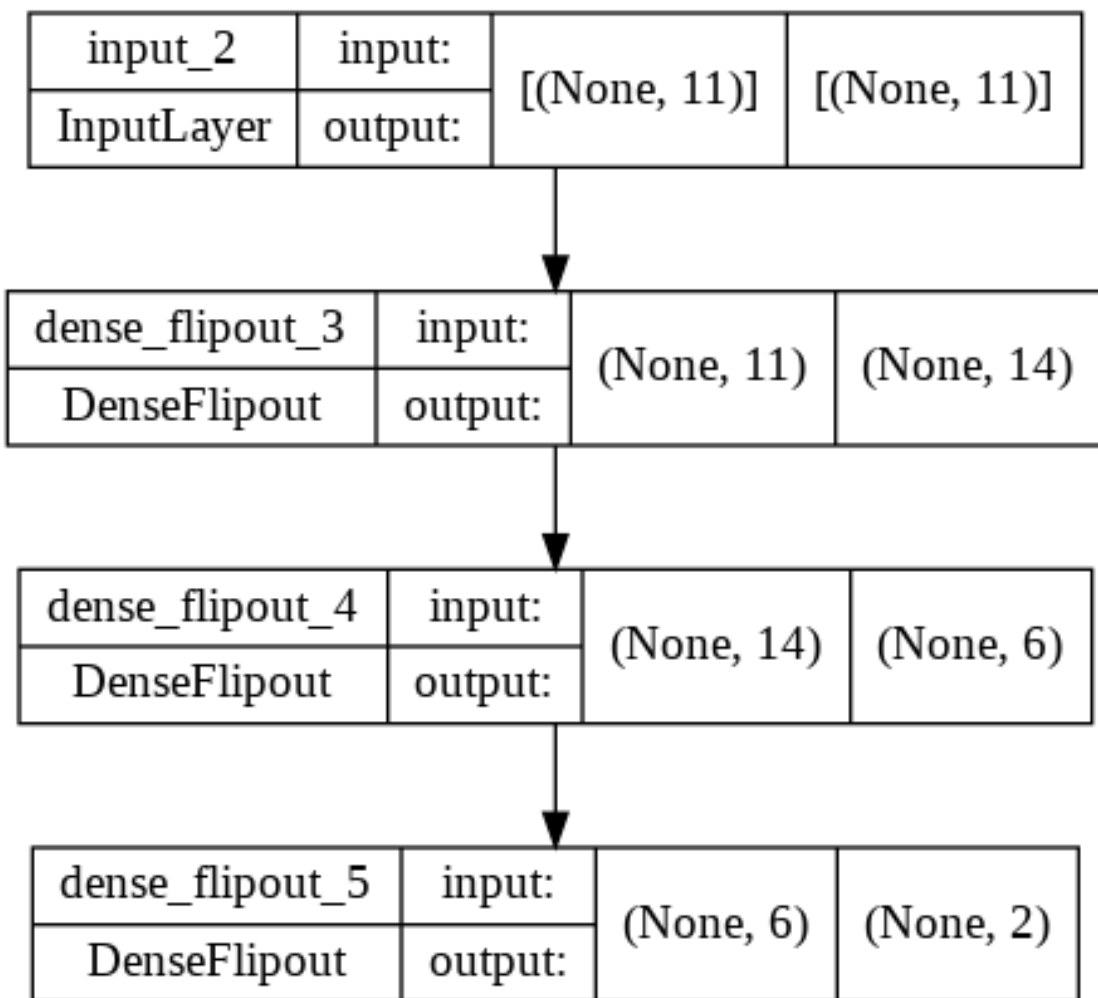 input_2 input: [(None, 11)] [(None, 11)]
InputLayer output:
dense_flipout_3 input: (None, 11) (None, 14)
DenseFlipout output:
dense_flipout_4 input: (None, 14) (None, 6)
DenseFlipout output:
dense_flipout_5 input: (None, 6) (None, 2)
DenseFlipout output: